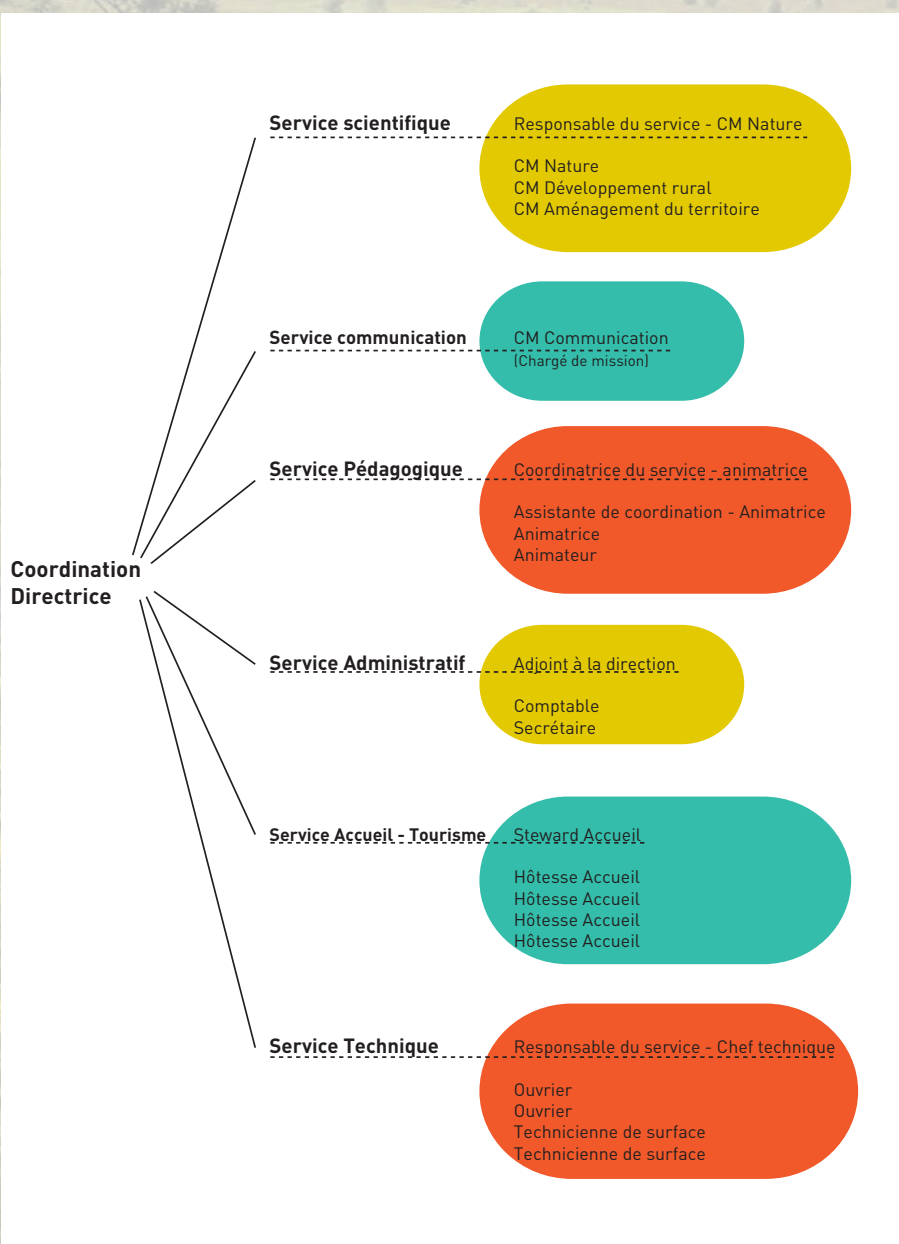 Coordination
Directrice
Service scientifique
Responsable du service - CM Nature
CM Nature
CM Développement rural
CM Aménagement du territoire
Service communication
CM Communication
(Chargé de mission)
Service Pédagogique
Coordinatrice du service - animatrice
Assistante de coordination - Animatrice
Animatrice
Animateur
Service Administratif
Adjoint à la direction
Comptable
Secrétaire
Service Accueil - Tourisme
Steward Accueil
Hôtesse Accueil
Hôtesse Accueil
Hôtesse Accueil
Hôtesse Accueil
Service Technique
Responsable du service - Chef technique
Ouvrier
Ouvrier
Technicienne de surface
Technicienne de surface